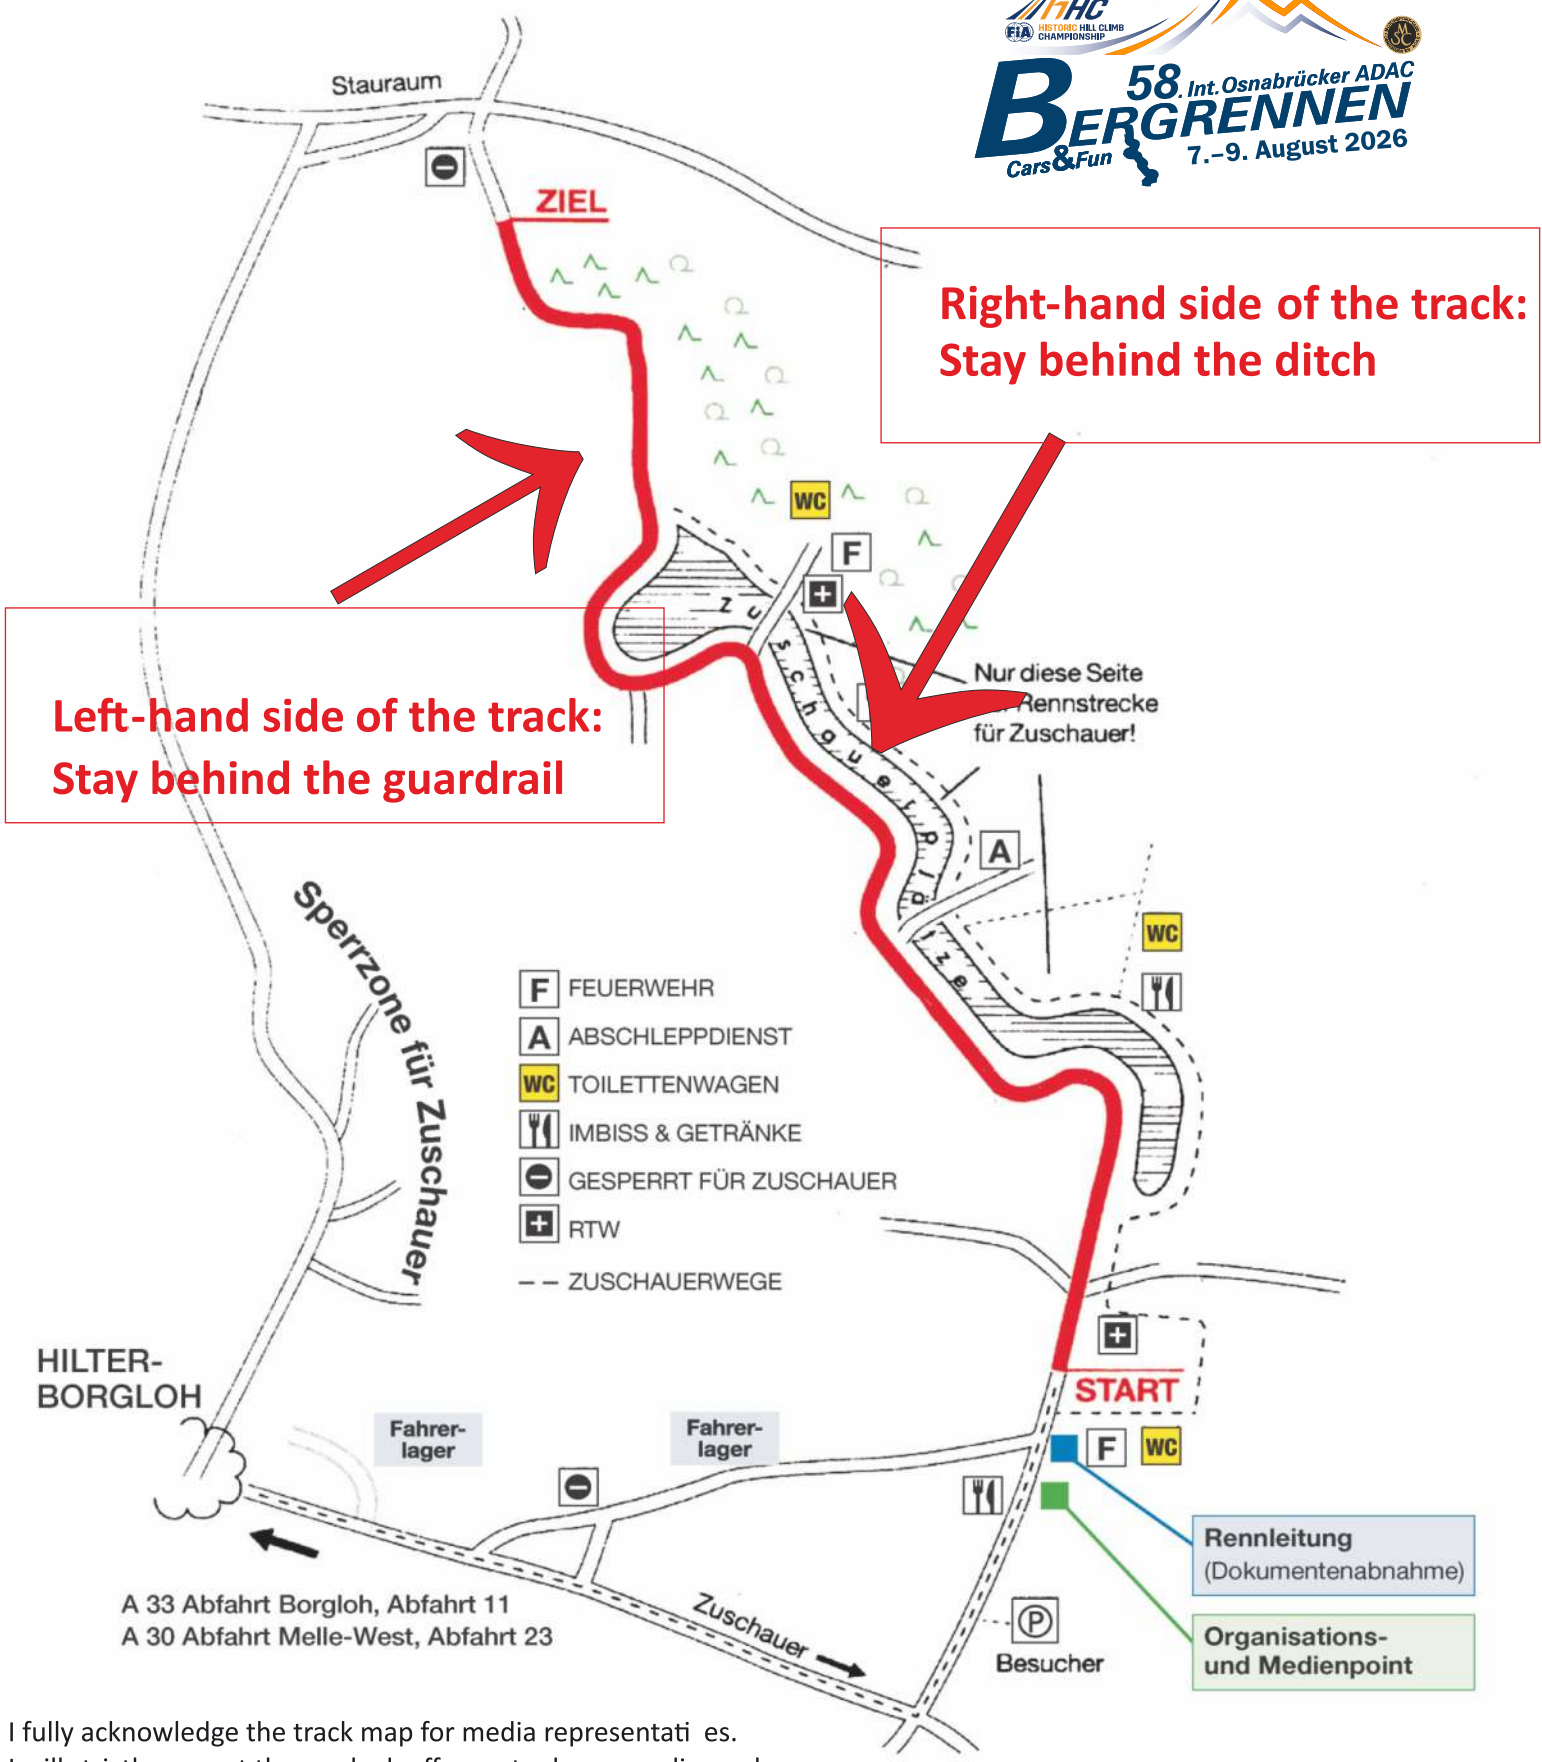 HHC
FiA HISTORIC HILL CLIMB
CHAMPIONSHIP
MSC
58. Int. Osnabrücker ADAC
BERGRENNEN
Cars&Fun
7.–9. August 2026
Stauraum
ZIEL
Right-hand side of the track:
Stay behind the ditch
WC
F
Zuschauerplätze
Nur diese Seite
Rennstrecke
für Zuschauer!
Left-hand side of the track:
Stay behind the guardrail
A
WC
Sperrzone für Zuschauer
F FEUERWEHR
A ABSCHLEPPDIENST
WC TOILETTENWAGEN
IMBISS & GETRÄNKE
GESPERRT FÜR ZUSCHAUER
RTW
-- ZUSCHAUERWEGE
HILTER-
BORGLOH
START
Fahrer-
lager
Fahrer-
lager
F
WC
Rennleitung
(Dokumentenabnahme)
A 33 Abfahrt Borgloh, Abfahrt 11
A 30 Abfahrt Melle-West, Abfahrt 23
Zuschauer
P
Besucher
Organisations-
und Medienpoint
I fully acknowledge the track map for media representati es.